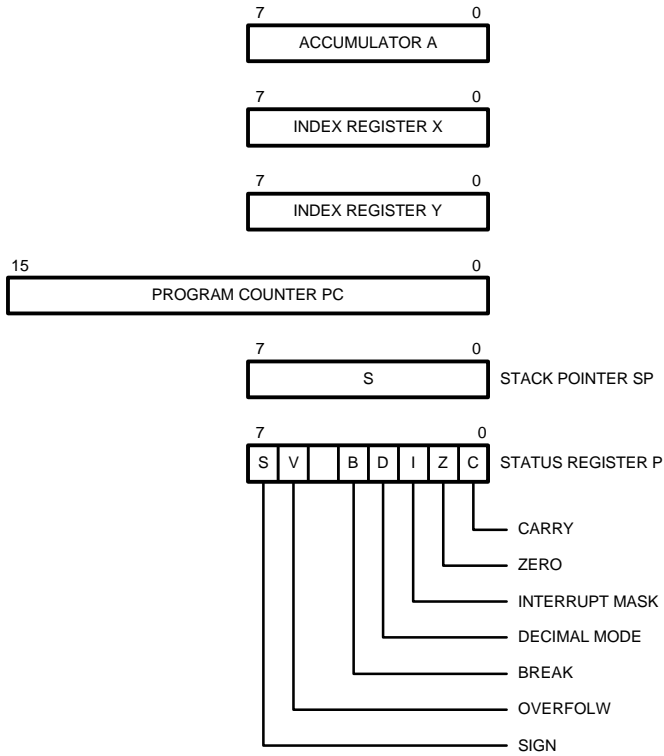 7 0
ACCUMULATOR A
7 0
INDEX REGISTER X
7 0
INDEX REGISTER Y
15 0
PROGRAM COUNTER PC
7 0
S STACK POINTER SP
7 0
S V B D I Z C STATUS REGISTER P
CARRY
ZERO
INTERRUPT MASK
DECIMAL MODE
BREAK
OVERFOLW
SIGN